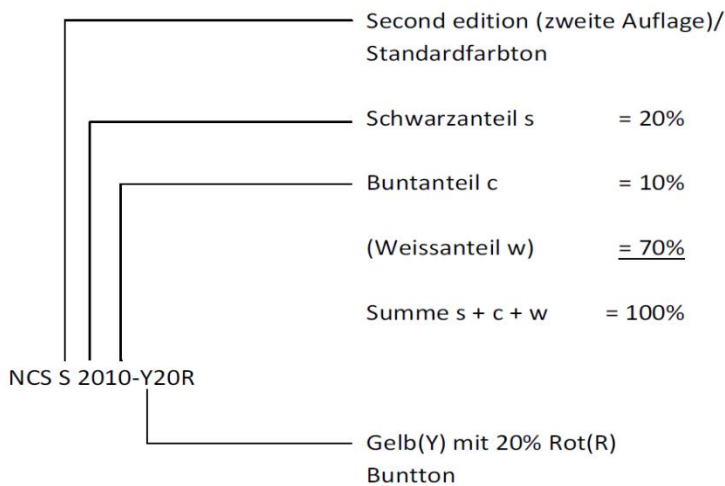 Second edition (zweite Auflage)/
Standardfarbton
Schwarzanteil s = 20%
Buntanteil c = 10%
(Weissanteil w) = 70%
Summe s + c + w = 100%
NCS S 2010-Y20R
Gelb(Y) mit 20% Rot(R)
Buntton